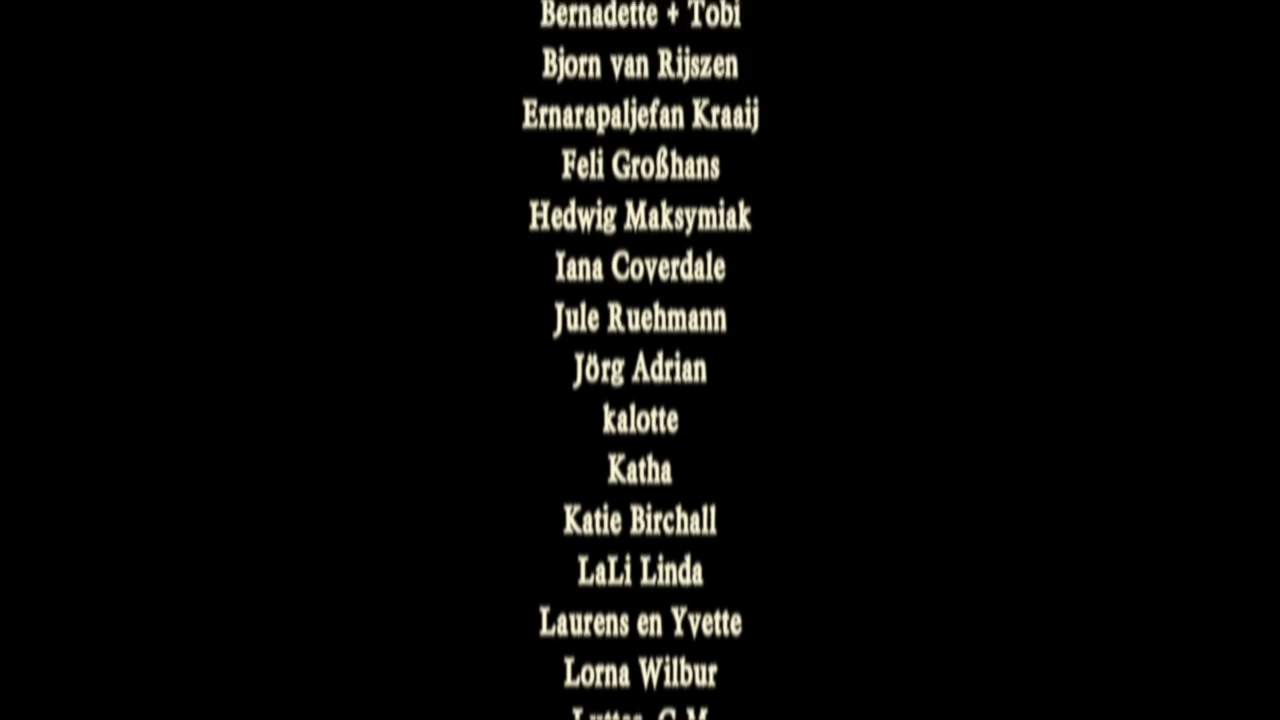 Bernadette + Tobi
Bjorn van Rijszen
Ernarapaljefan Kraaij
Feli Großhans
Hedwig Maksymiak
Iana Coverdale
Jule Ruehmann
Jörg Adrian
kalotte
Katha
Katie Birchall
LaLi Linda
Laurens en Yvette
Lorna Wilbur